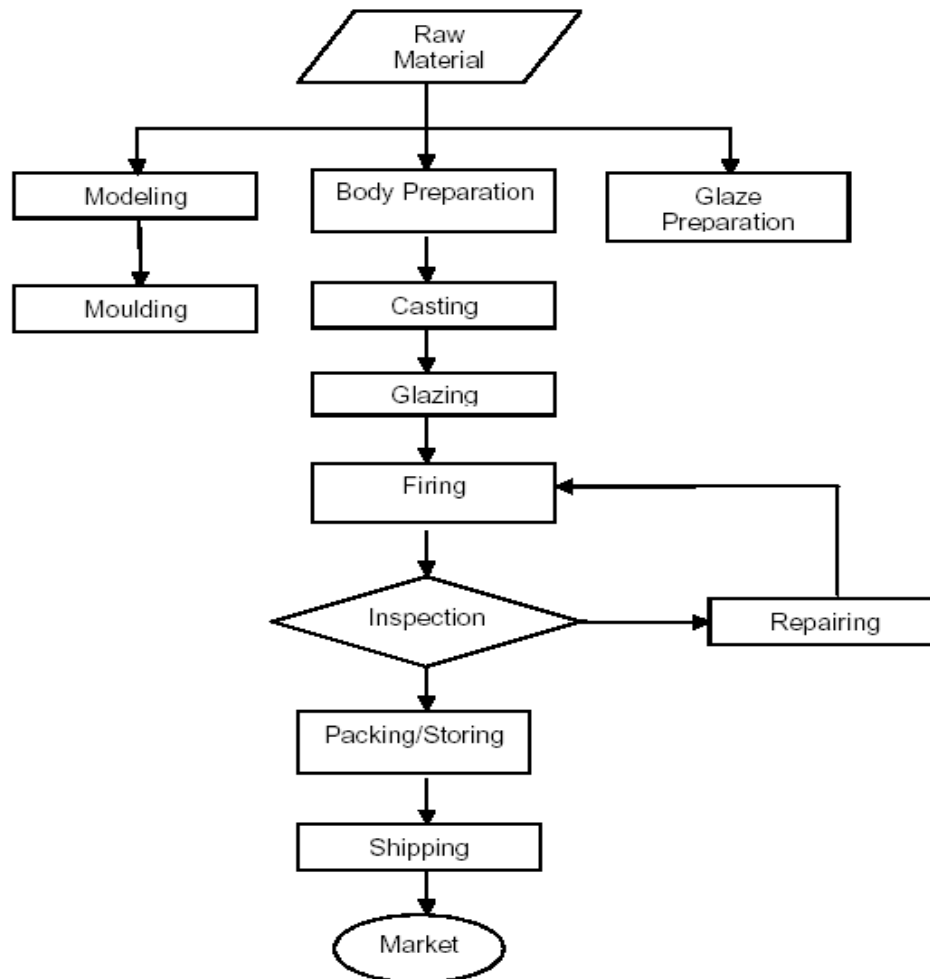 Raw
Material
Modeling
Body Preparation
Glaze
Preparation
Moulding
Casting
Glazing
Firing
Inspection
Repairing
Packing/Storing
Shipping
Market